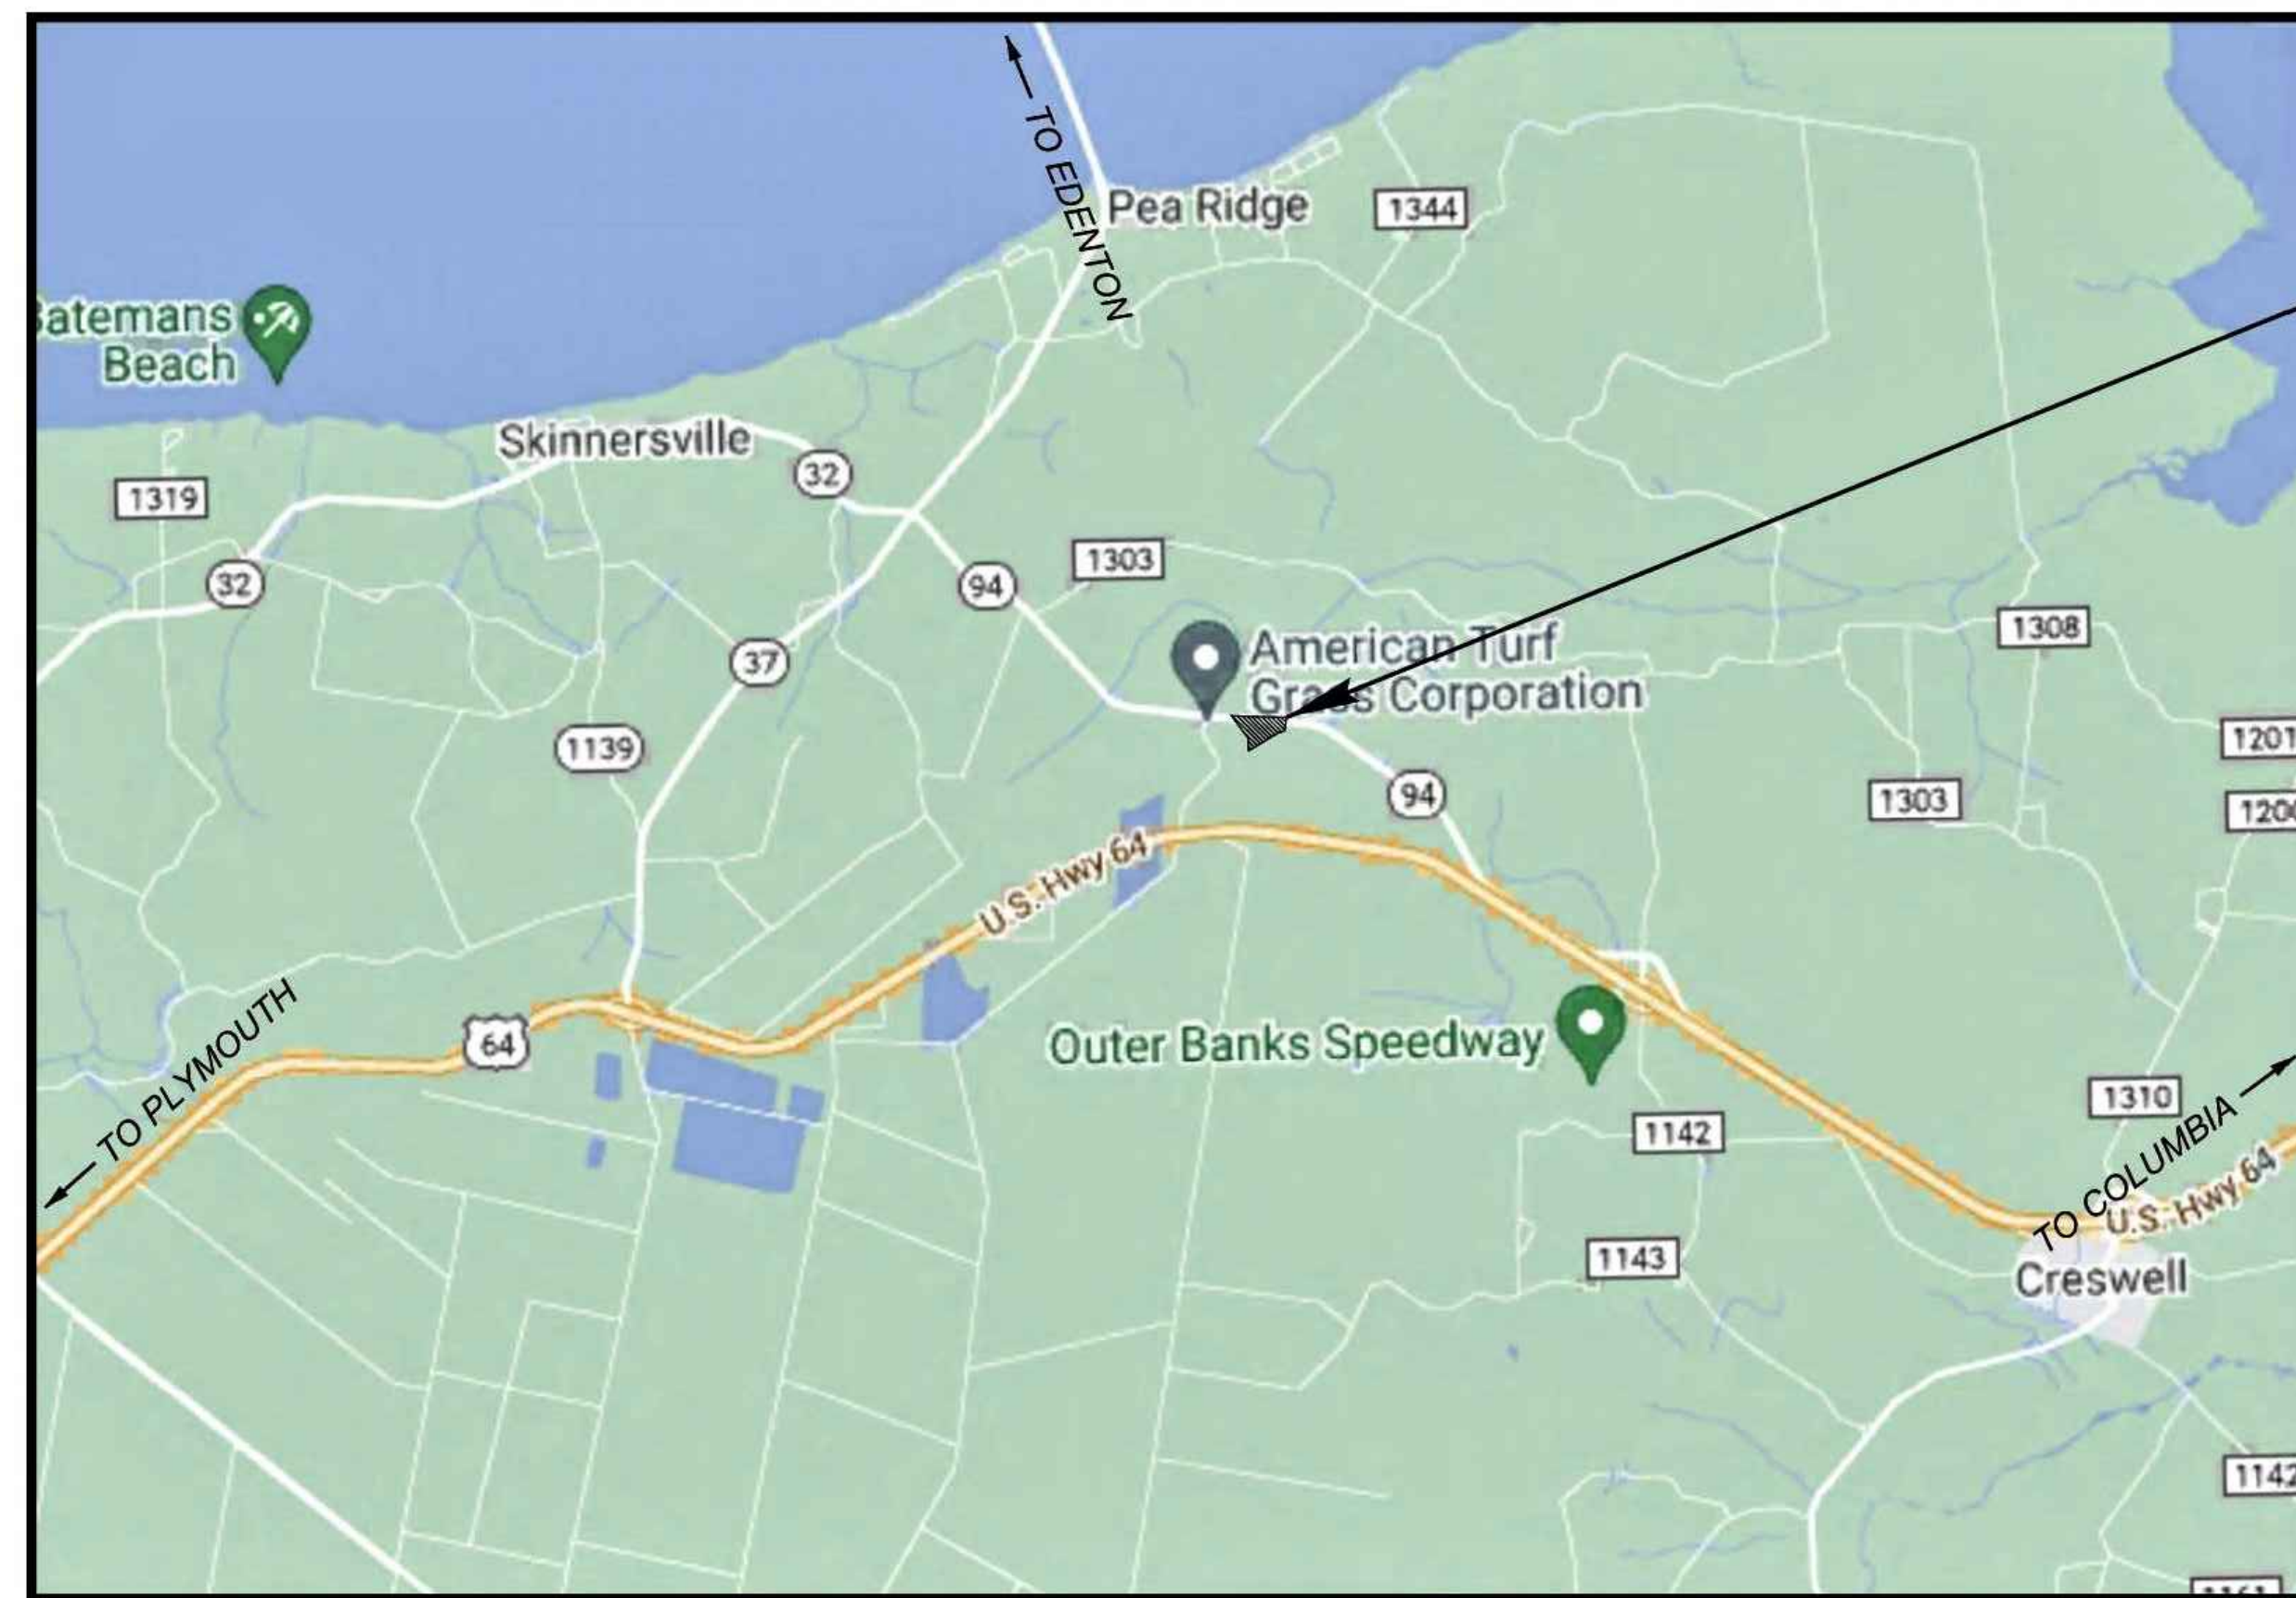 TO EDENTON
Pea Ridge
1344
Batemans
Beach
Skinnersville
32
1319
32
94
1303
37
American Turf
Grass Corporation
1308
1139
94
1303
1201
U.S. Hwy 64
TO PLYMOUTH
64
Outer Banks Speedway
1310
1142
TO COLUMBIA
U.S. Hwy 64
1143
Creswell
1142